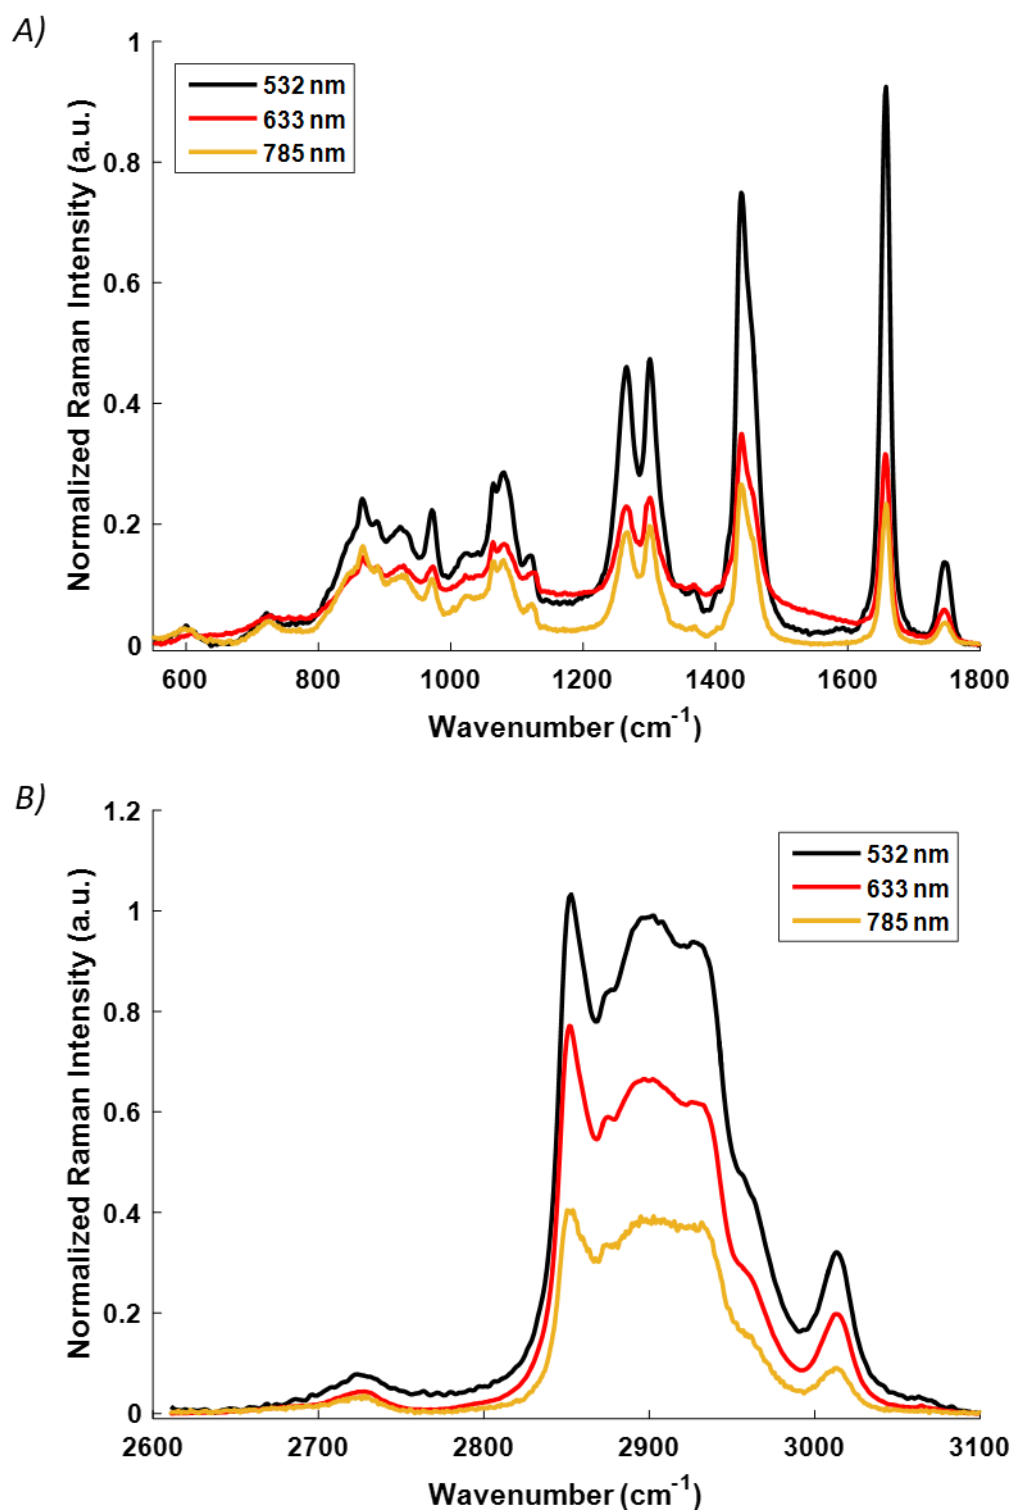 A)
Normalized Raman Intensity (a.u.)
1
0.8
0.6
0.4
0.2
0
532 nm
633 nm
785 nm
600 800 1000 1200 1400 1600 1800
Wavenumber (cm⁻¹)
B)
Normalized Raman Intensity (a.u.)
1.2
1
0.8
0.6
0.4
0.2
0
532 nm
633 nm
785 nm
2600 2700 2800 2900 3000 3100
Wavenumber (cm⁻¹)